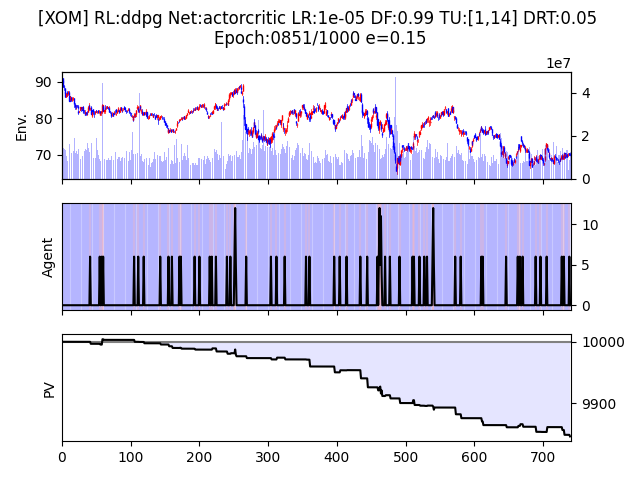 [XOM] RL:ddpg Net:actorcritic LR:1e-05 DF:0.99 TU:[1,14] DRT:0.05
Epoch:0851/1000 e=0.15
1e7
90
80
70
Env.
4
2
0
Agent
10
5
0
PV
10000
9900
0 100 200 300 400 500 600 700